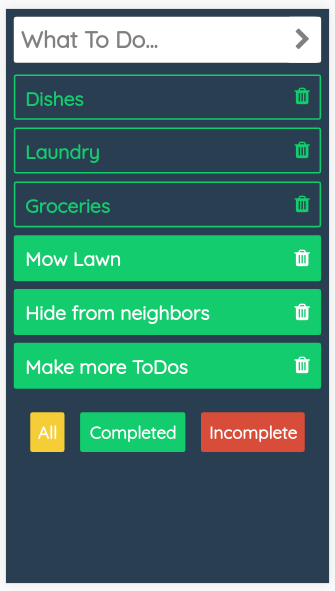 What To Do...
Dishes
Laundry
Groceries
Mow Lawn
Hide from neighbors
Make more ToDos
All Completed Incomplete